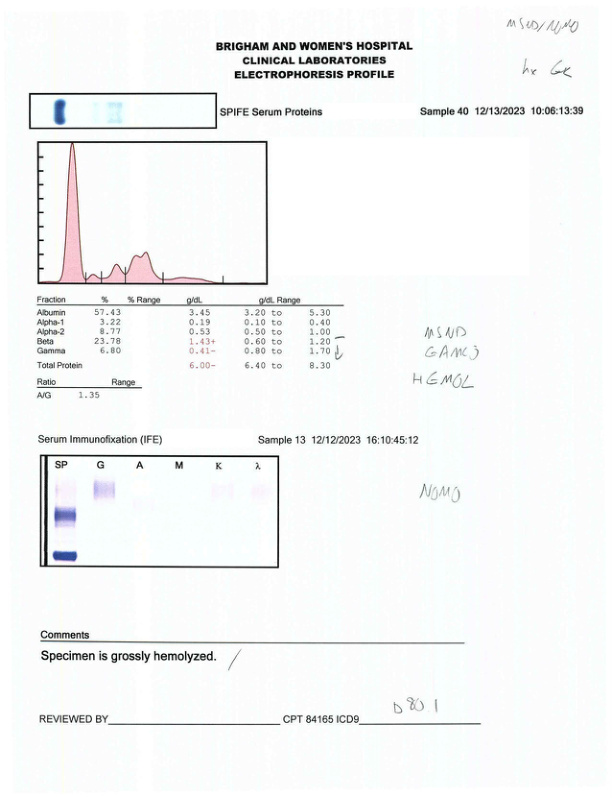 MSND/NOMO
BRIGHAM AND WOMEN'S HOSPITAL
CLINICAL LABORATORIES
ELECTROPHORESIS PROFILE
hx
SPIFE Serum Proteins Sample 40 12/13/2023 10:06:13:39
Fraction % % Range g/dL g/dL Range
Albumin 57.43 3.45 3.20 to 5.30
Alpha-1 3.22 0.19 0.10 to 0.40
Alpha-2 8.77 0.53 0.50 to 1.00
Beta 23.78 1.43+ 0.60 to 1.20
Gamma 6.80 0.41- 0.80 to 1.70
Total Protein 6.00- 6.40 to 8.30
MSND
GAM↓
HEMOL
Ratio Range
A/G 1.35
Serum Immunofixation (IFE) Sample 13 12/12/2023 16:10:45:12
SP G A M K λ
NOMO
Comments
Specimen is grossly hemolyzed. /
D80.1
REVIEWED BY CPT 84165 ICD9